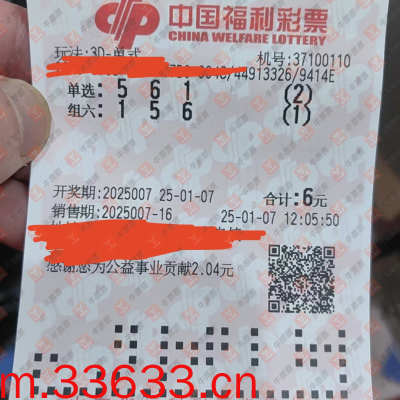 中国福利彩票
CHINA WELFARE LOTTERY
玩法:3D-单式 机号:37100110
/44913326/9414E
单选: 5 6 1 (2)
组六: 1 5 6 (1)
开奖期:2025007 25-01-07 合计:6元
销售期:2025007-16 25-01-07 12:05:50
感谢您为公益事业贡献2.04元
m.33633.cn